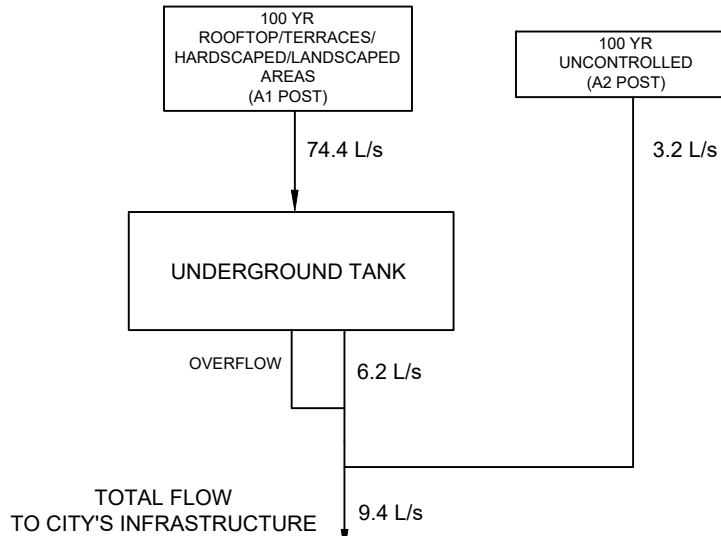 100 YR
ROOFTOP/TERRACES/
HARDSCAPED/LANDSCAPED
AREAS
(A1 POST)
100 YR
UNCONTROLLED
(A2 POST)
74.4 L/s
3.2 L/s
UNDERGROUND TANK
OVERFLOW
6.2 L/s
TOTAL FLOW
TO CITY'S INFRASTRUCTURE
9.4 L/s